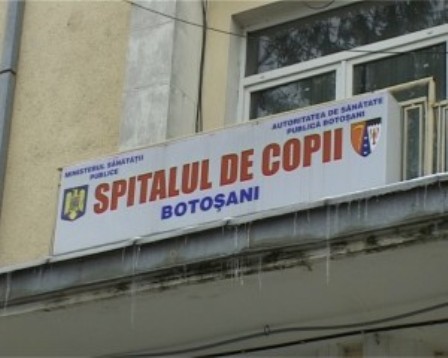 MINISTERUL SĂNĂTĂȚII
PUBLICE
AUTORITATEA DE SĂNĂTATE
PUBLICĂ BOTOȘANI
SPITALUL DE COPII
BOTOȘANI